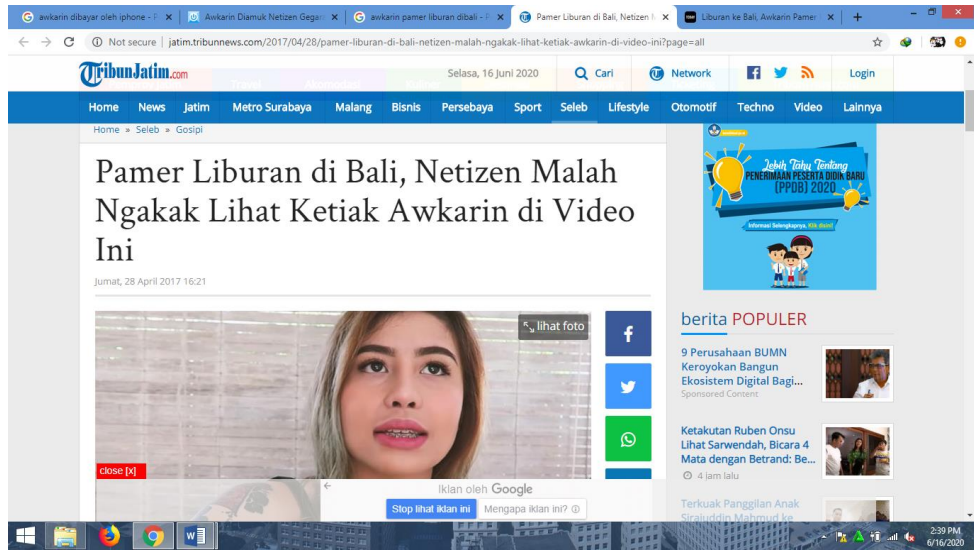 awkarin dibayar oleh iphone - P
Awkarin Diamuk Netizen Gegar
awkarin pamer liburan dibali - P
Pamer Liburan di Bali, Netizen M
Liburan ke Bali, Awkarin Pamer
Not secure | jatim.tribunnews.com/2017/04/28/pamer-liburan-di-bali-netizen-malah-ngakak-lihat-ketiak-awkarin-di-video-ini?page=all
TribunJatim.com
Selasa, 16 Juni 2020
Cari
Network
Login
Home News Jatim Metro Surabaya Malang Bisnis Persebaya Sport Seleb Lifestyle Otomotif Techno Video Lainnya
Home » Seleb » Gosipi
Pamer Liburan di Bali, Netizen Malah
Ngakak Lihat Ketiak Awkarin di Video
Ini
Jumat, 28 April 2017 16:21
lihat foto
close [x]
Iklan oleh Google
Stop lihat iklan ini
Mengapa iklan ini?
Lebih Tahu Tentang
PENERIMAAN PESERTA DIDIK BARU
(PPDB) 2020
Informasi Selengkapnya, Klik disini!
berita POPULER
9 Perusahaan BUMN
Keroyokan Bangun
Ekosistem Digital Bagi...
Sponsored Content
Ketakutan Ruben Onsu
Lihat Sarwendah, Bicara 4
Mata dengan Betrand: Be...
4 jam lalu
Terkuak Panggilan Anak
Sirajuddin Mahmud ke
2:39 PM
6/16/2020